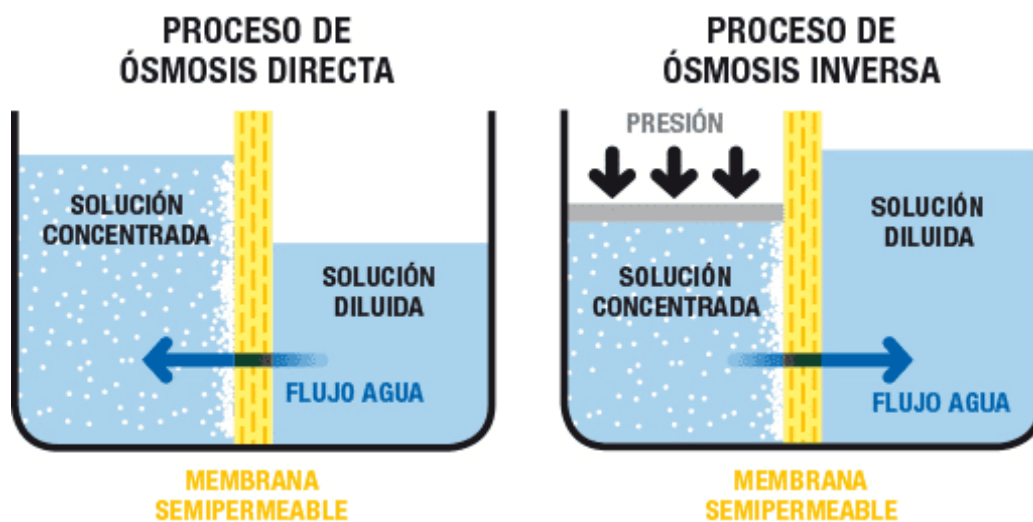 PROCESO DE
ÓSMOSIS DIRECTA
SOLUCIÓN
CONCENTRADA
SOLUCIÓN
DILUIDA
FLUJO AGUA
MEMBRANA
SEMIPERMEABLE
PROCESO DE
ÓSMOSIS INVERSA
PRESIÓN
SOLUCIÓN
CONCENTRADA
SOLUCIÓN
DILUIDA
FLUJO AGUA
MEMBRANA
SEMIPERMEABLE